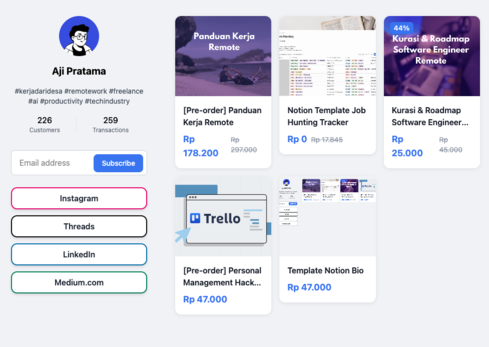 Aji Pratama
#kerjadaridesa #remotework #freelance
#ai #productivity #techindustry
226
Customers
259
Transactions
Email address
Subscribe
Instagram
Threads
LinkedIn
Medium.com
Panduan Kerja
Remote
[Pre-order] Panduan
Kerja Remote
Rp
178.200
Rp
297.000
Notion Template Job
Hunting Tracker
Rp 0 Rp 17.845
44%
Kurasi & Roadmap
Software Engineer
Remote
Kurasi & Roadmap
Software Engineer...
Rp
25.000
Rp
45.000
Trello
[Pre-order] Personal
Management Hack...
Rp 47.000
Template Notion Bio
Rp 47.000